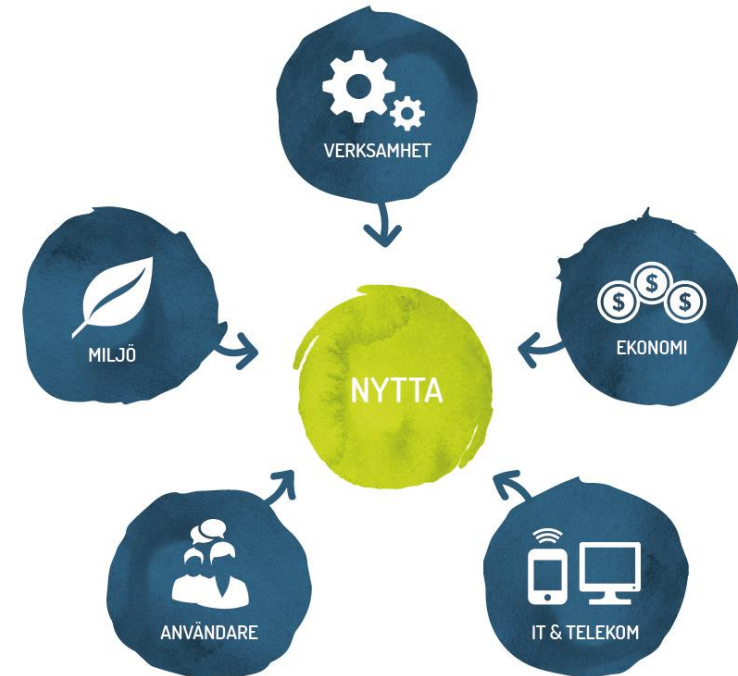 VERKSAMHET
MILJÖ
$ $ $
EKONOMI
NYTTA
ANVÄNDARE
IT & TELEKOM